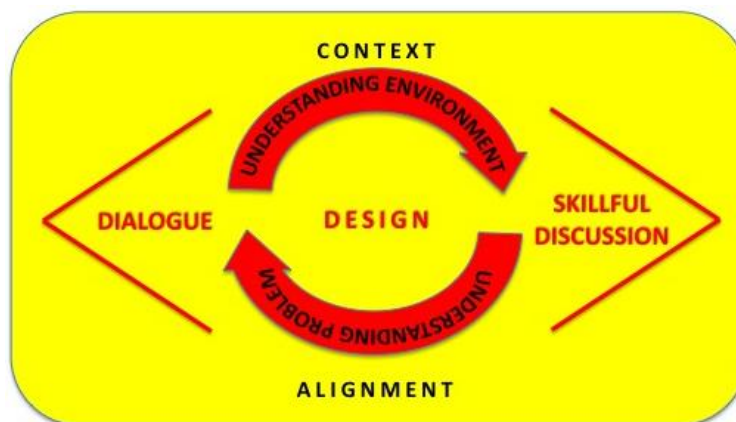 CONTEXT
UNDERSTANDING ENVIRONMENT
DIALOGUE
DESIGN
SKILLFUL
DISCUSSION
UNDERSTANDING PROBLEM
ALIGNMENT